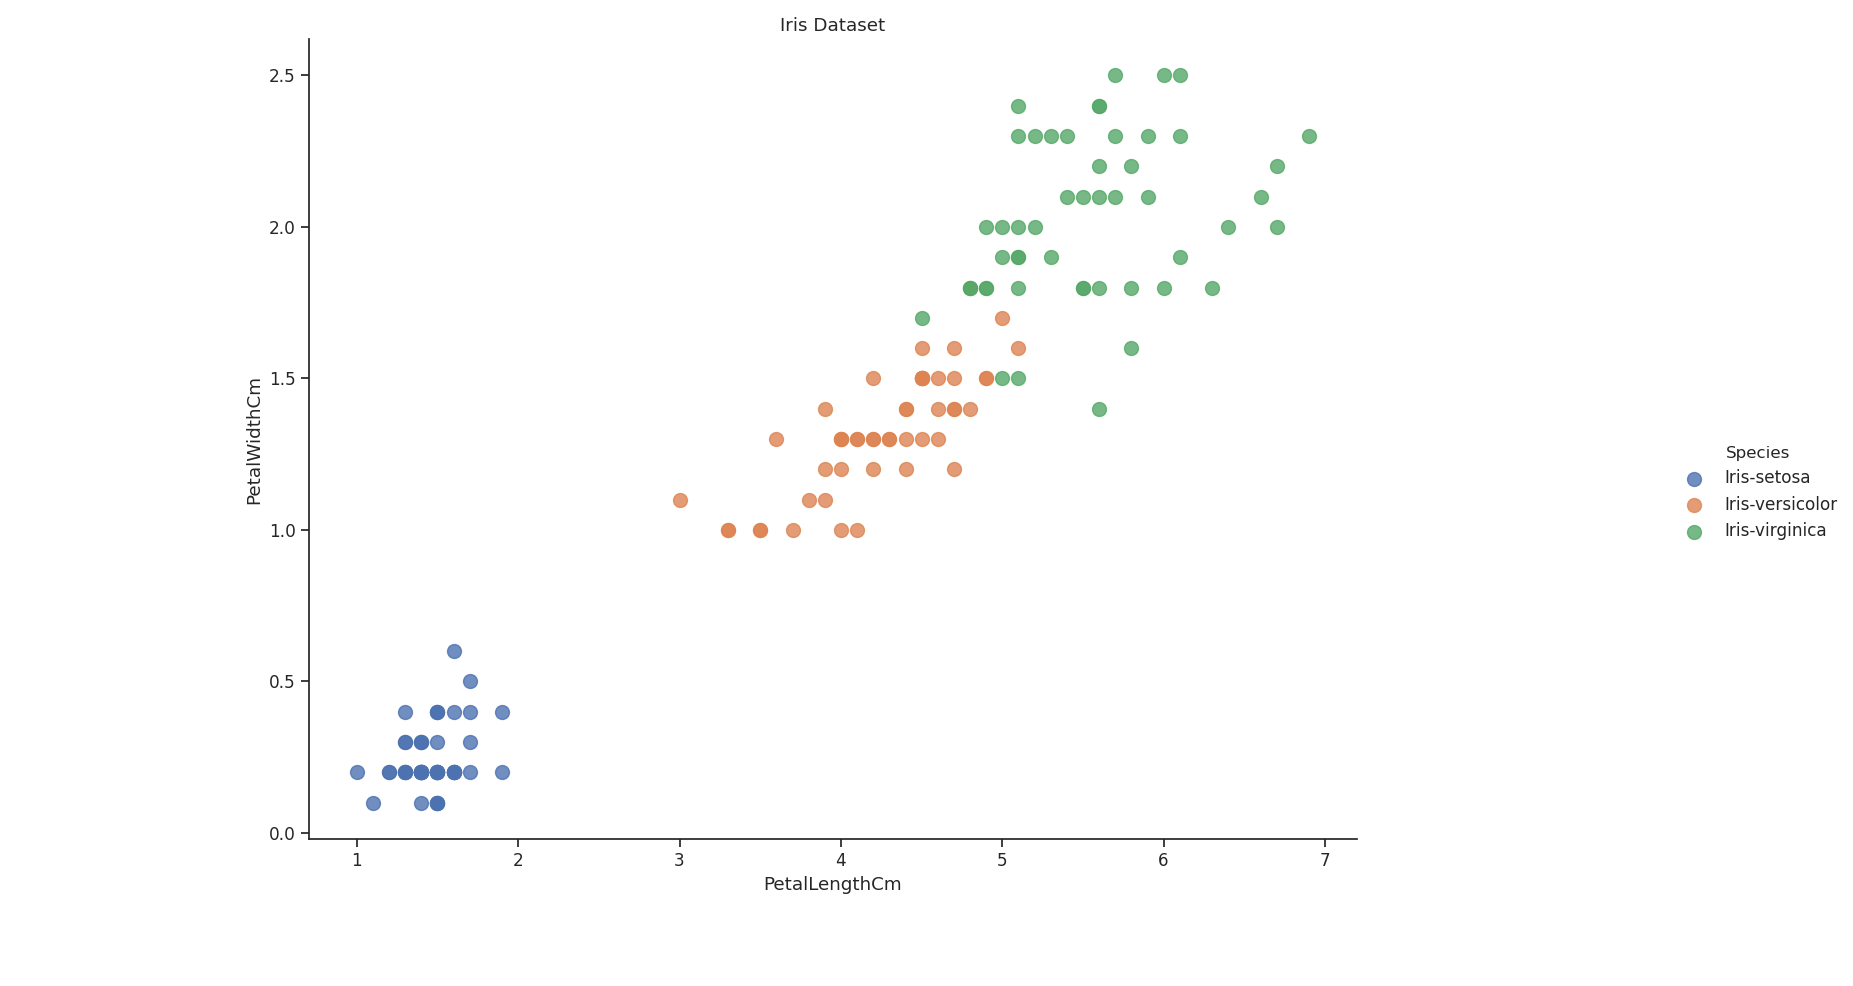 Iris Dataset
2.5
2.0
1.5
1.0
0.5
0.0
PetalWidthCm
1 2 3 4 5 6 7
PetalLengthCm
Species
Iris-setosa
Iris-versicolor
Iris-virginica